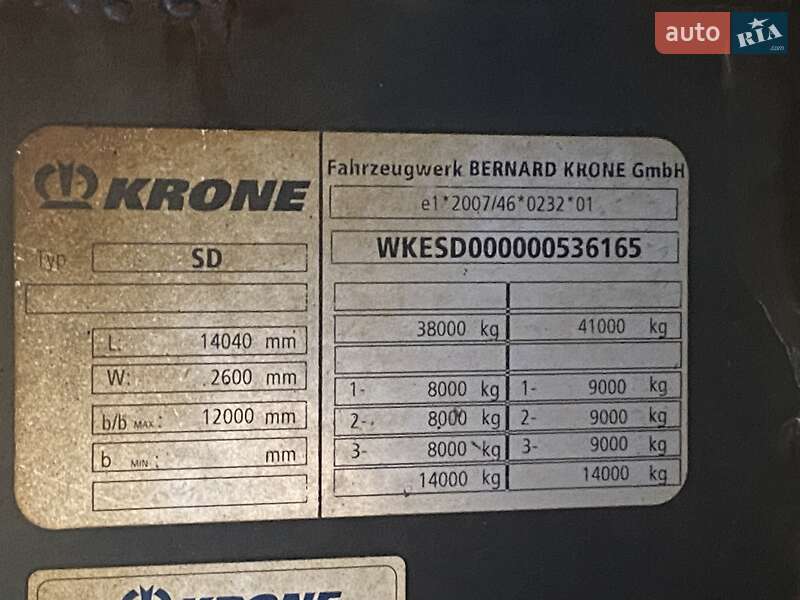 auto RIA.com
KRONE
Typ SD
L: 14040 mm
W: 2600 mm
b/b MAX: 12000 mm
b MIN: mm
Fahrzeugwerk BERNARD KRONE GmbH
e1*2007/46*0232*01
WKESD000000536165
38000 kg 41000 kg
1- 8000 kg 1- 9000 kg
2- 8000 kg 2- 9000 kg
3- 8000 kg 3- 9000 kg
14000 kg 14000 kg
KRONE